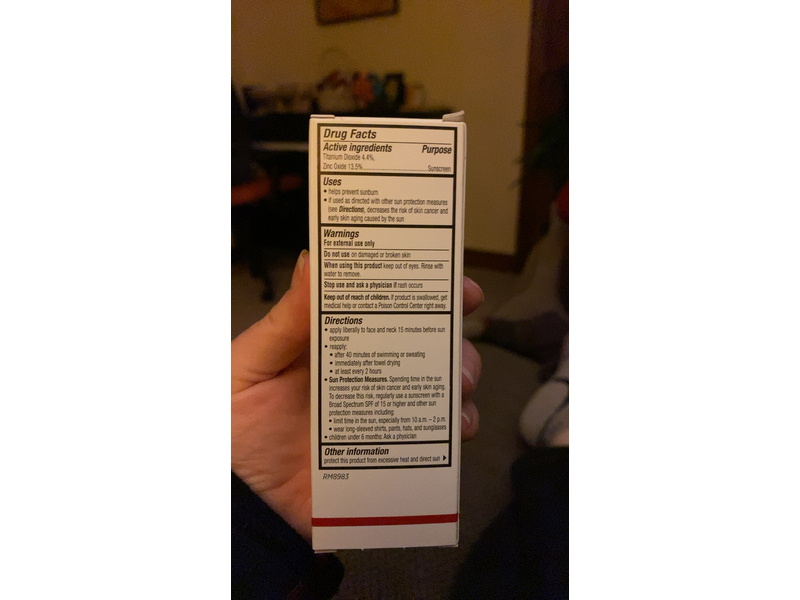 Drug Facts
Active ingredients Purpose
Titanium Dioxide 4.4%,
Zinc Oxide 13.5%....Sunscreen
Uses
• helps prevent sunburn
• if used as directed with other sun protection measures
(see Directions), decreases the risk of skin cancer and
early skin aging caused by the sun
Warnings
For external use only
Do not use on damaged or broken skin
When using this product keep out of eyes. Rinse with
water to remove.
Stop use and ask a physician if rash occurs
Keep out of reach of children. If product is swallowed, get
medical help or contact a Poison Control Center right away.
Directions
• apply liberally to face and neck 15 minutes before sun
exposure
• reapply:
• after 40 minutes of swimming or sweating
• immediately after towel drying
• at least every 2 hours
• Sun Protection Measures. Spending time in the sun
increases your risk of skin cancer and early skin aging.
To decrease this risk, regularly use a sunscreen with a
Broad Spectrum SPF of 15 or higher and other sun
protection measures including:
• limit time in the sun, especially from 10 a.m. – 2 p.m.
• wear long-sleeved shirts, pants, hats, and sunglasses
• children under 6 months: Ask a physician
Other information
protect this product from excessive heat and direct sun
RM8983